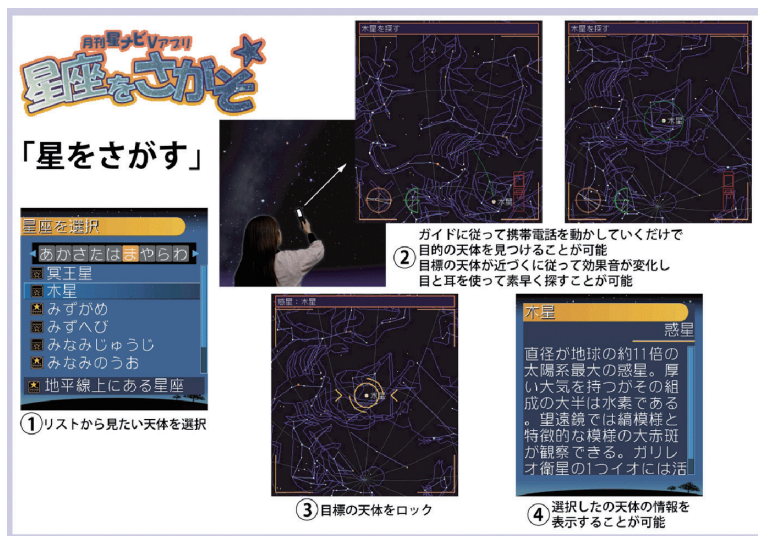 月刊星ナビVアプリ
星座をさがそ
「星をさがす」
星座を選択
あかさたはまやらわ
冥王星
木星
みずがめ
みずへび
みなみじゅうじ
みなみのうお
地平線上にある星座
①リストから見たい天体を選択
木星を探す
木星
木星を探す
木星
②ガイドに従って携帯電話を動かしていくだけで
目的の天体を見つけることが可能
目標の天体が近づくに従って効果音が変化し
目と耳を使って素早く探すことが可能
惑星:木星
木星
③目標の天体をロック
木星
惑星
直径が地球の約11倍の
太陽系最大の惑星。厚
い大気を持つがその組
成の大半は水素である
。望遠鏡では縞模様と
特徴的な模様の大赤斑
が観察できる。ガリレ
オ衛星の1つイオには活
④選択したの天体の情報を
表示することが可能